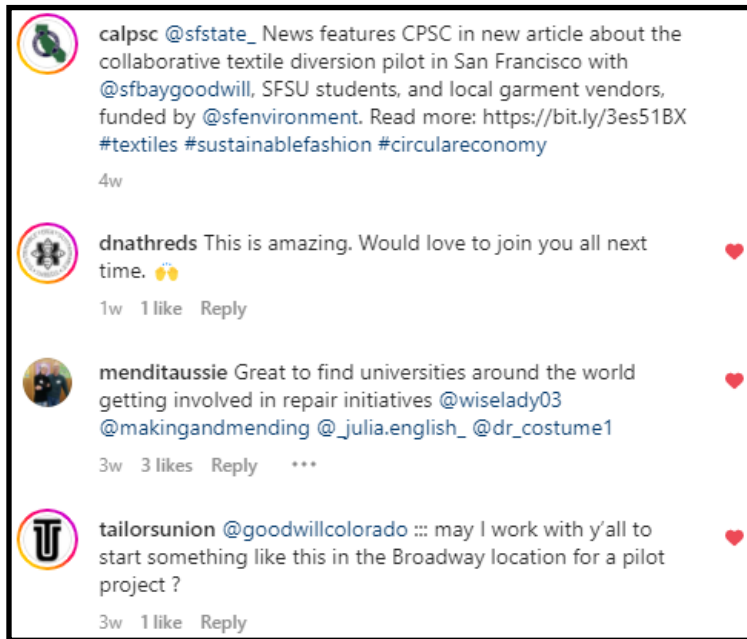 calpsc @sfstate_ News features CPSC in new article about the
collaborative textile diversion pilot in San Francisco with
@sfbaygoodwill, SFSU students, and local garment vendors,
funded by @sfenvironment. Read more: https://bit.ly/3es51BX
#textiles #sustainablefashion #circulareconomy
4w
dnathreds This is amazing. Would love to join you all next
time. 🙌
1w 1 like Reply
menditaussie Great to find universities around the world
getting involved in repair initiatives @wiselady03
@makingandmending @_julia.english_ @dr_costume1
3w 3 likes Reply •••
tailorsunion @goodwillcolorado ::: may I work with y’all to
start something like this in the Broadway location for a pilot
project ?
3w 1 like Reply